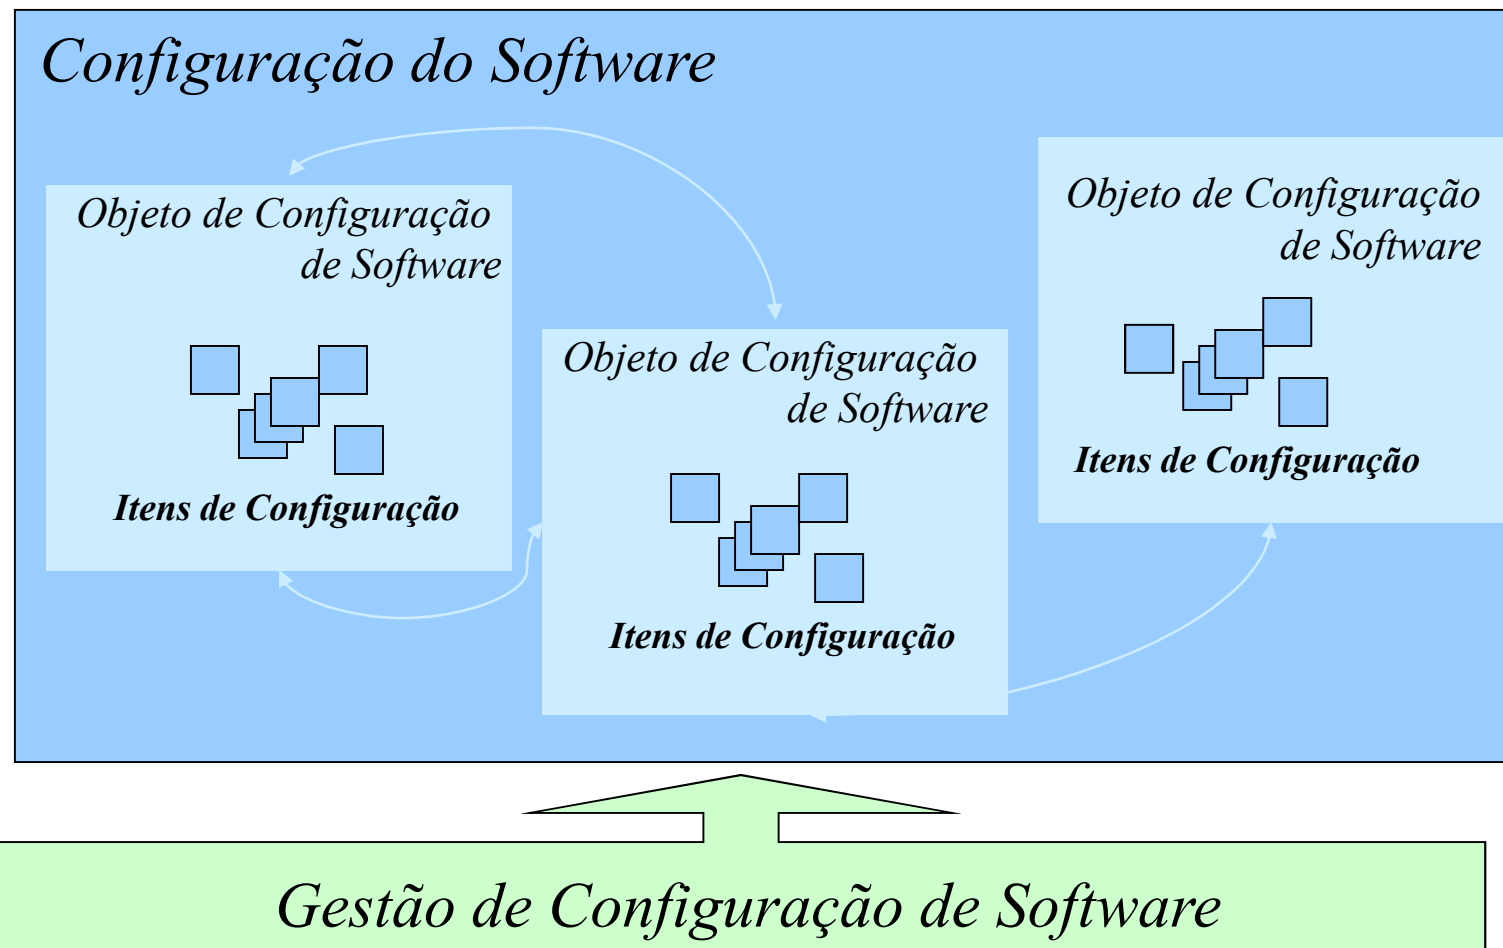 Configuração do Software
Objeto de Configuração
de Software
Itens de Configuração
Objeto de Configuração
de Software
Itens de Configuração
Objeto de Configuração
de Software
Itens de Configuração
Gestão de Configuração de Software